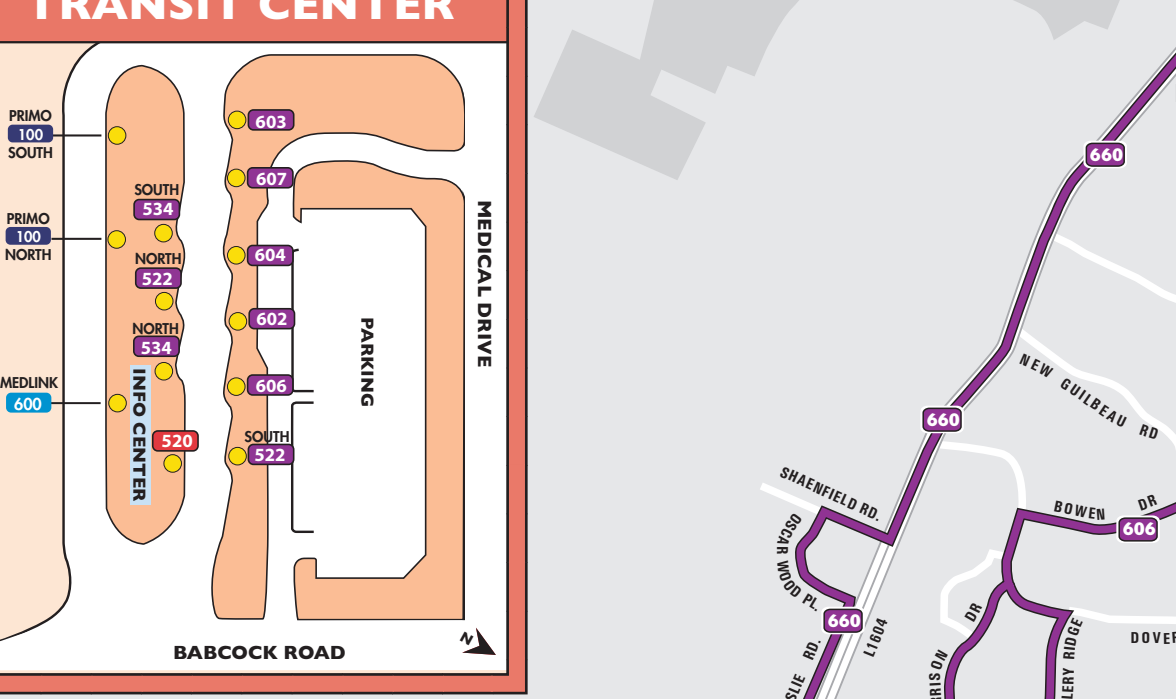 TRANSIT CENTER
PRIMO
100
SOUTH
PRIMO
100
NORTH
MEDLINK
600
SOUTH
534
NORTH
522
NORTH
534
INFO CENTER
520
603
607
604
602
606
SOUTH
522
PARKING
MEDICAL DRIVE
BABCOCK ROAD
N
660
660
NEW GUILBEAU RD
SHAENFIELD RD.
OSCAR WOOD PL.
660
L1604
RD.
BOWEN DR
606
DR
RIDGE